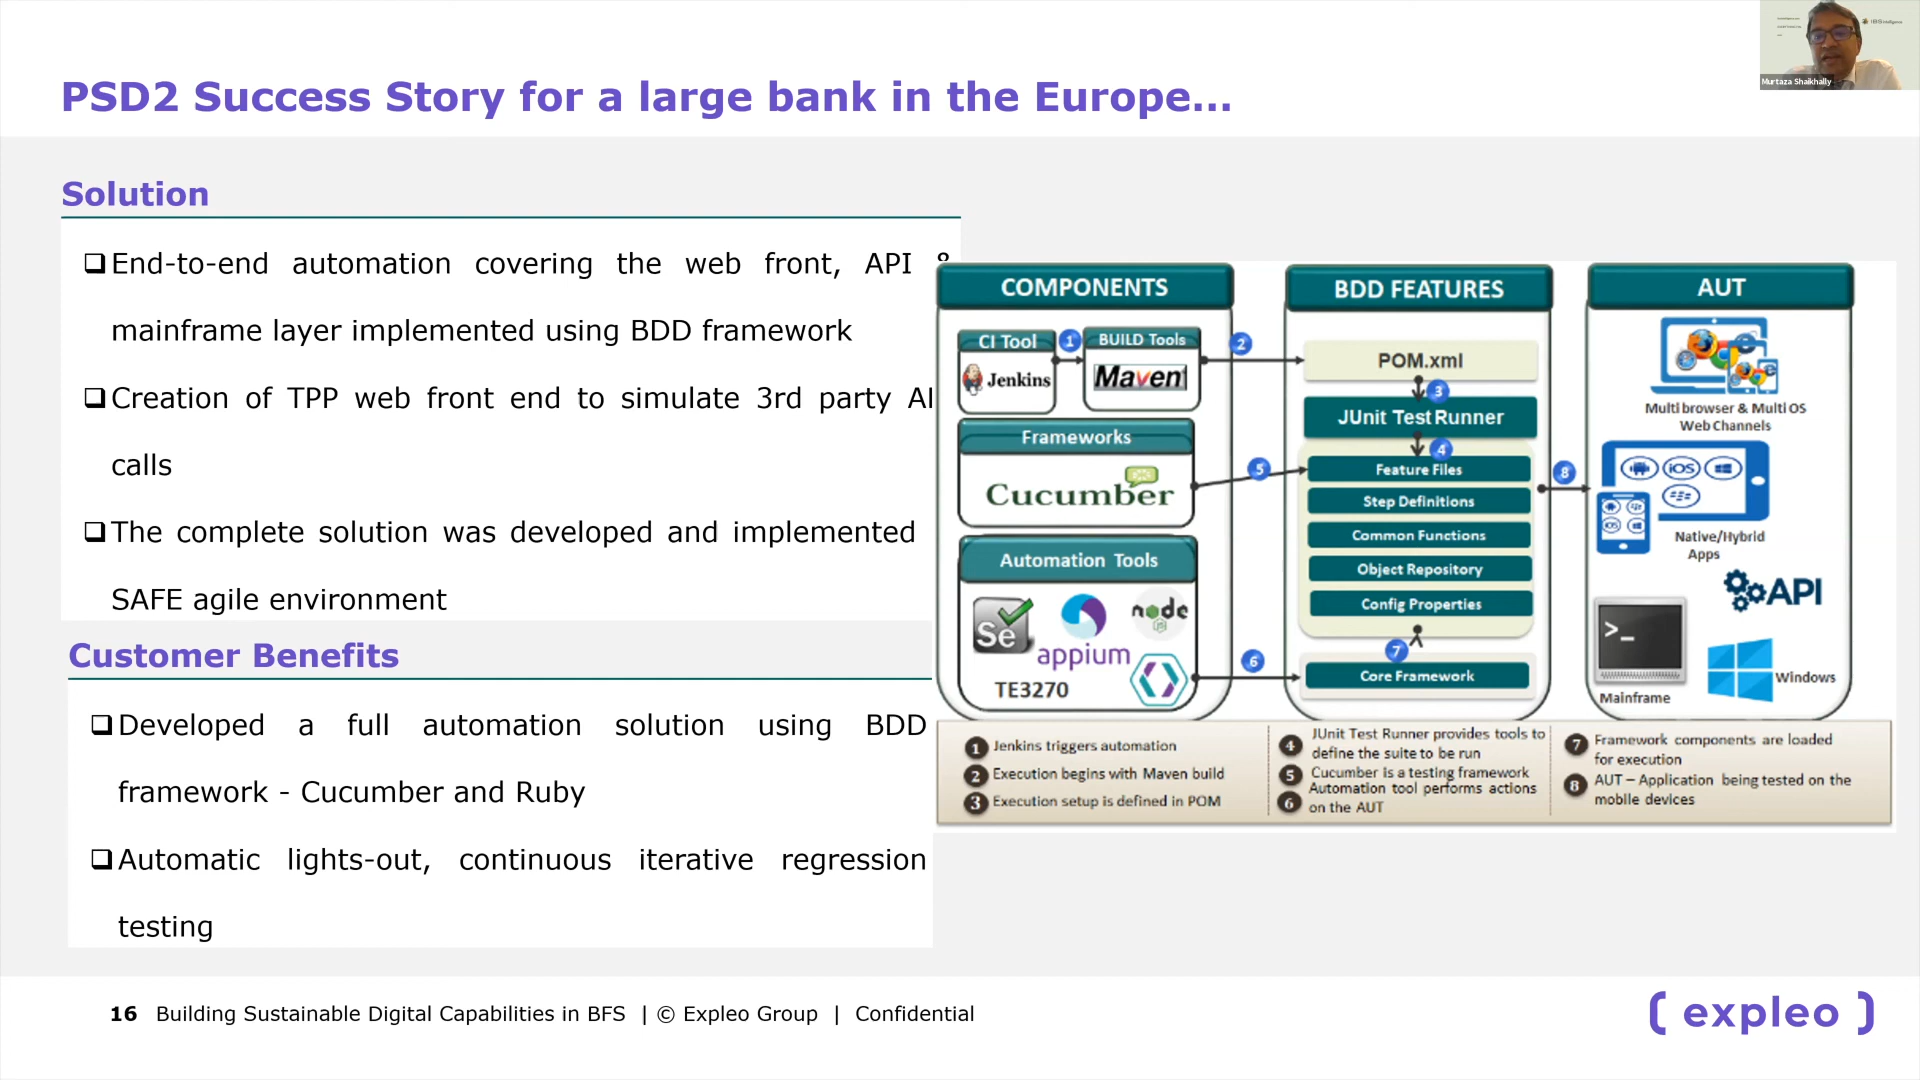 PSD2 Success Story for a large bank in the Europe...
Murtaza Shaikhally
Solution
❑End-to-end automation covering the web front, API &
mainframe layer implemented using BDD framework
❑Creation of TPP web front end to simulate 3rd party
calls
❑The complete solution was developed and implemented
SAFE agile environment
Customer Benefits
❑Developed a full automation solution using BDD
framework - Cucumber and Ruby
❑Automatic lights-out, continuous iterative regression
testing
COMPONENTS
CI Tool
1
BUILD Tools
2
Jenkins
Maven
Frameworks
Cucumber
5
Automation Tools
Se
appium
node
JS
TE3270
6
BDD FEATURES
POM.xml
3
JUnit Test Runner
4
Feature Files
Step Definitions
Common Functions
Object Repository
Config Properties
7
Core Framework
8
AUT
Multi browser & Multi OS
Web Channels
iOS
Native/Hybrid
Apps
API
>_
Mainframe
Windows
1 Jenkins triggers automation
2 Execution begins with Maven build
3 Execution setup is defined in POM
4 JUnit Test Runner provides tools to
define the suite to be run
5 Cucumber is a testing framework
6 Automation tool performs actions
on the AUT
7 Framework components are loaded
for execution
8 AUT – Application being tested on the
mobile devices
16 Building Sustainable Digital Capabilities in BFS | © Expleo Group | Confidential
( expleo )